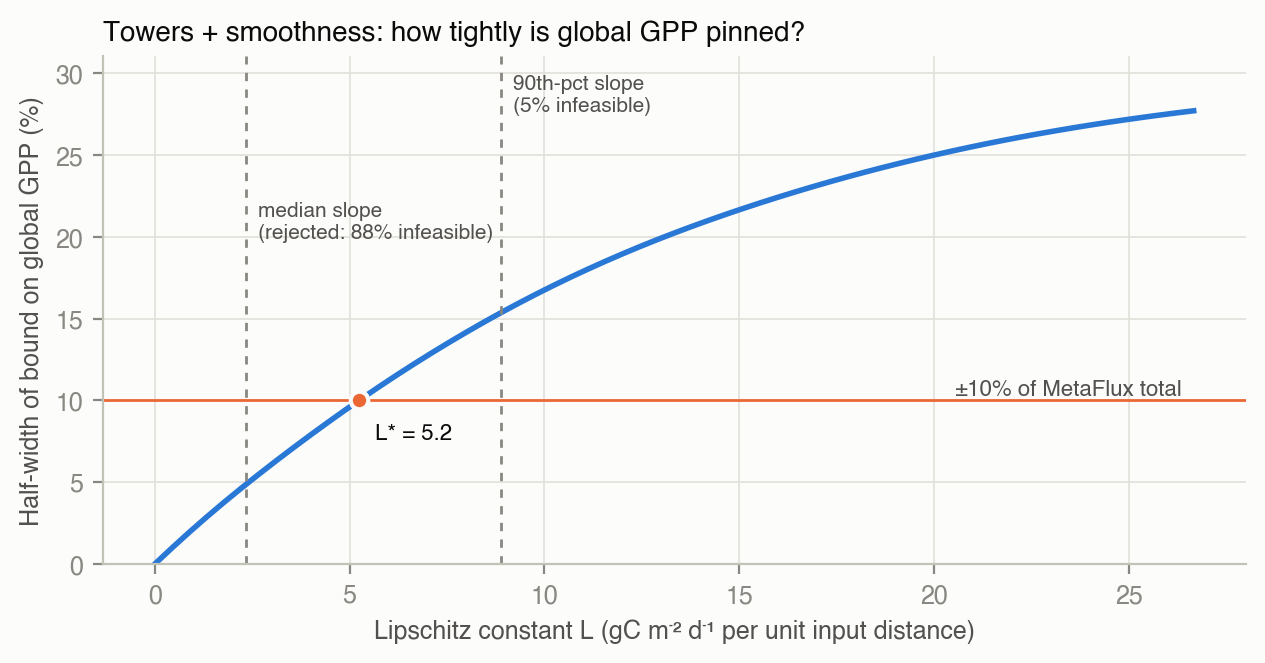 Towers + smoothness: how tightly is global GPP pinned?
Half-width of bound on global GPP (%)
30
25
20
15
10
5
0
90th-pct slope
(5% infeasible)
median slope
(rejected: 88% infeasible)
±10% of MetaFlux total
L* = 5.2
0
5
10
15
20
25
Lipschitz constant L (gC m⁻² d⁻¹ per unit input distance)